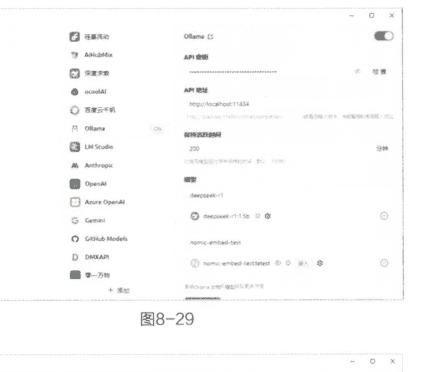 硅基流动
AiHubMix
深度求索
ocoolAI
百度云千帆
Ollama
ON
LM Studio
Anthropic
OpenAI
Azure OpenAI
Gemini
GitHub Models
DMXAPI
零一万物
+ 添加
Ollama
API 密钥
检查
API 地址
http://localhost:11434
保持活跃时间
200
分钟
模型
deepseek-r1
deepseek-r1:1.5b
nomic-embed-text
nomic-embed-text:latest
嵌入
图8-29